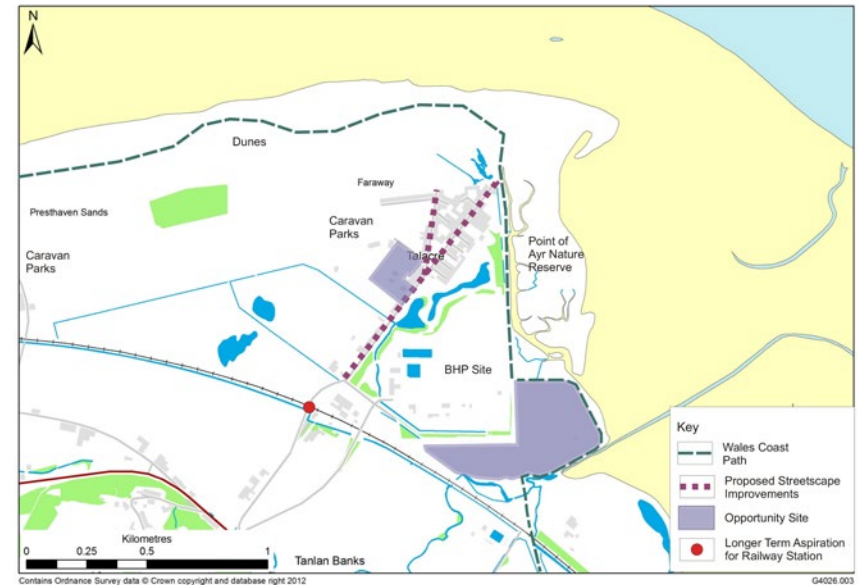 N
Dunes
Faraway
Presthaven Sands
Caravan
Parks
Caravan
Parks
Talacre
Point of
Ayr Nature
Reserve
BHP Site
Key
Wales Coast
Path
Proposed Streetscape
Improvements
Opportunity Site
Longer Term Aspiration
for Railway Station
Kilometres
0 0.25 0.5 1
Tanlan Banks
Contains Ordnance Survey data © Crown copyright and database right 2012
G4026.003